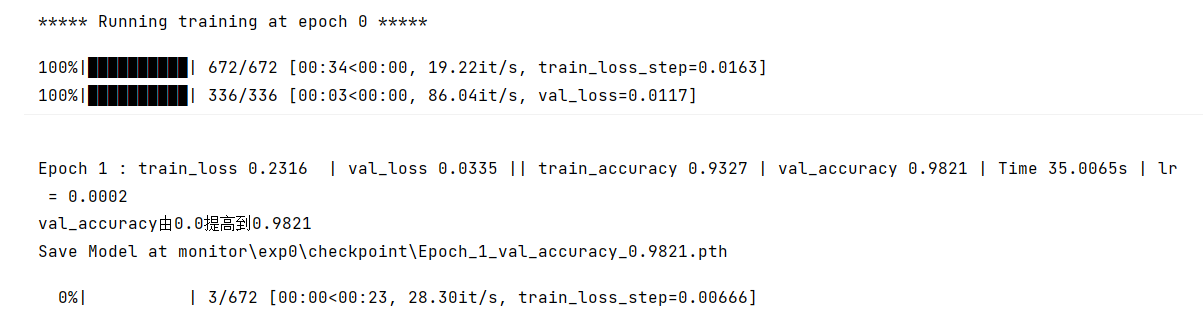 ***** Running training at epoch 0 *****
100%|██████████| 672/672 [00:34<00:00, 19.22it/s, train_loss_step=0.0163]
100%|██████████| 336/336 [00:03<00:00, 86.04it/s, val_loss=0.0117]
Epoch 1 : train_loss 0.2316  | val_loss 0.0335 || train_accuracy 0.9327 | val_accuracy 0.9821 | Time 35.0065s | lr
 = 0.0002
val_accuracy由0.0提高到0.9821
Save Model at monitor\exp0\checkpoint\Epoch_1_val_accuracy_0.9821.pth
  0%|          | 3/672 [00:00<00:23, 28.30it/s, train_loss_step=0.00666]